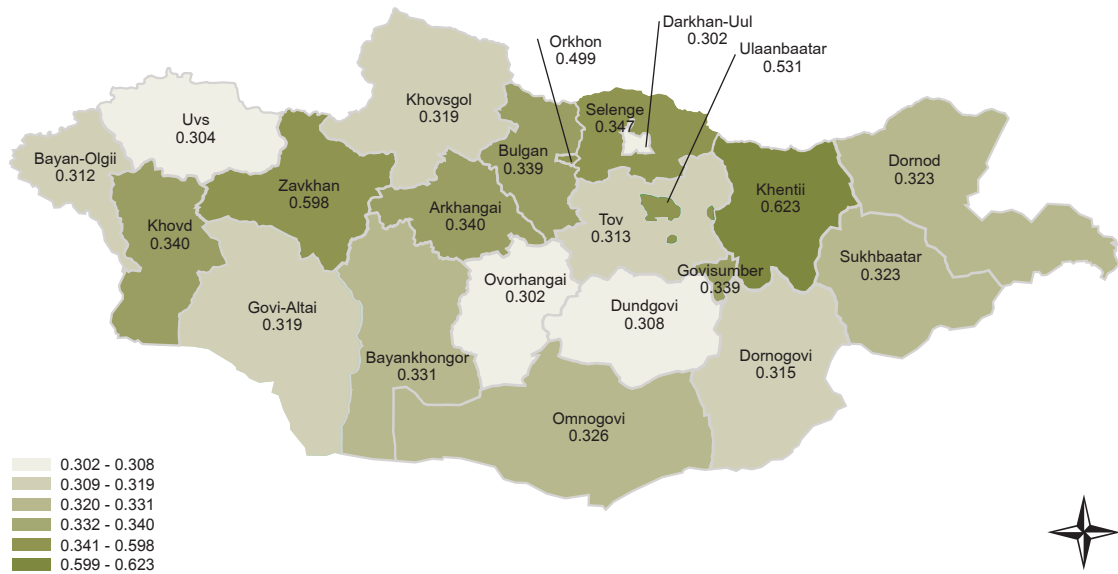 Darkhan-Uul
0.302
Orkhon
0.499
Ulaanbaatar
0.531
Khovsgol
0.319
Uvs
0.304
Selenge
0.347
Bayan-Olgii
0.312
Bulgan
0.339
Dornod
0.323
Zavkhan
0.598
Khentii
0.623
Arkhangai
0.340
Khovd
0.340
Tov
0.313
Sukhbaatar
0.323
Govisumber
0.339
Ovorhangai
0.302
Govi-Altai
0.319
Dundgovi
0.308
Bayankhongor
0.331
Dornogovi
0.315
Omnogovi
0.326
0.302 - 0.308
0.309 - 0.319
0.320 - 0.331
0.332 - 0.340
0.341 - 0.598
0.599 - 0.623